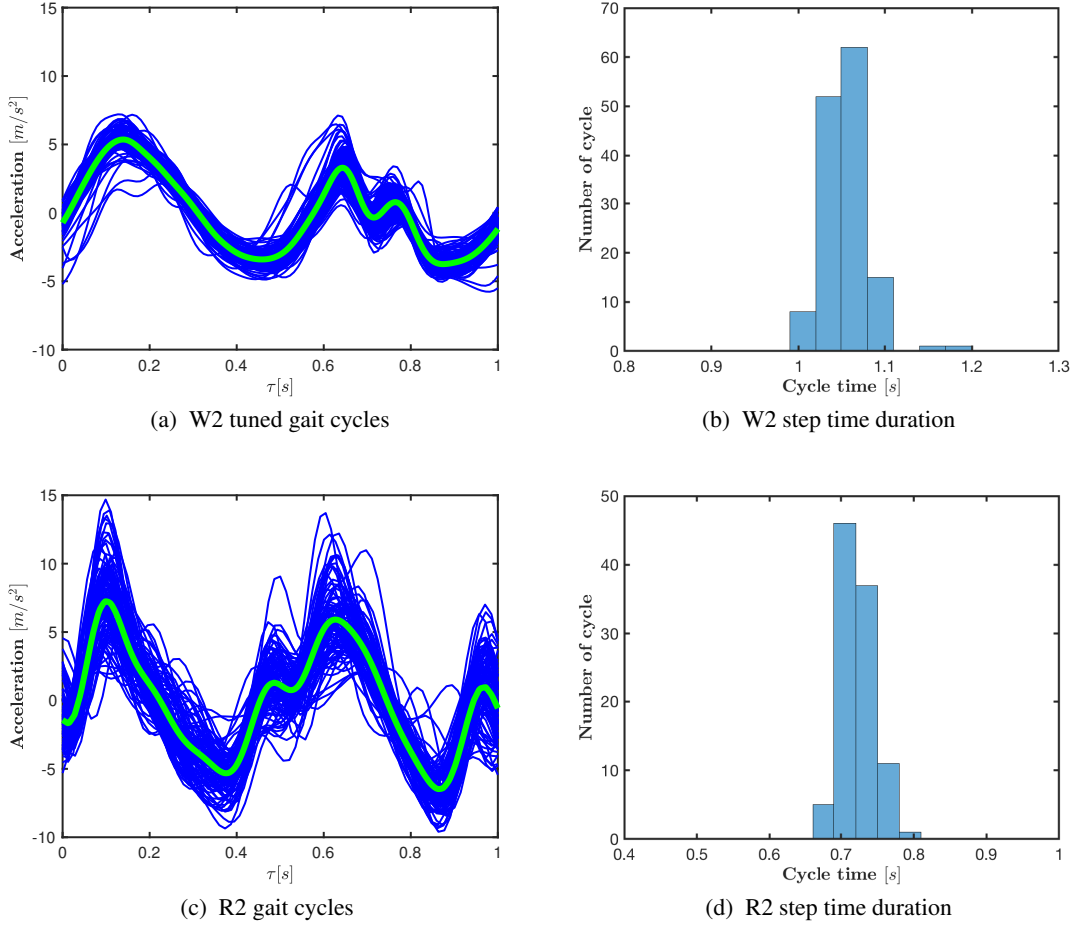 15
10
5
0
-5
-10
Acceleration [m/s²]
0 0.2 0.4 0.6 0.8 1
τ[s]
(a) W2 tuned gait cycles
70
60
50
40
30
20
10
0
Number of cycle
0.8 0.9 1 1.1 1.2 1.3
Cycle time [s]
(b) W2 step time duration
15
10
5
0
-5
-10
Acceleration [m/s²]
0 0.2 0.4 0.6 0.8 1
τ[s]
(c) R2 gait cycles
50
40
30
20
10
0
Number of cycle
0.4 0.5 0.6 0.7 0.8 0.9 1
Cycle time [s]
(d) R2 step time duration